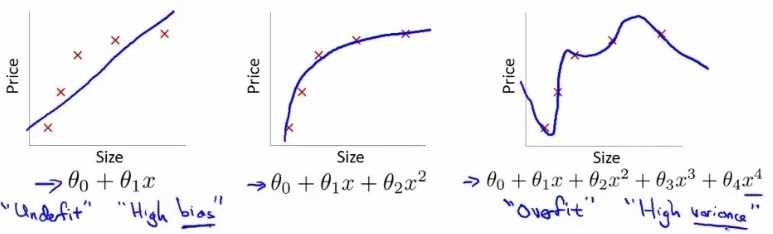 Price
Size
→ θ₀ + θ₁x
"Underfit" "High bias"
Price
Size
→ θ₀ + θ₁x + θ₂x²
Price
Size
→ θ₀ + θ₁x + θ₂x² + θ₃x³ + θ₄x⁴
"Overfit" "High variance"